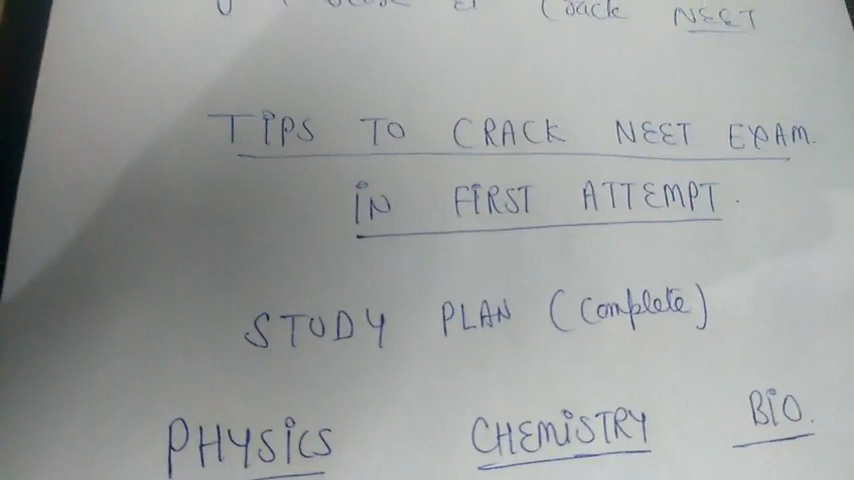 Crack NEET
TIPS TO CRACK NEET EXAM.
IN FIRST ATTEMPT.
STUDY PLAN (Complete)
PHYSICS CHEMISTRY BIO.